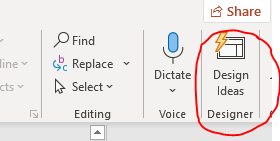 Share
Find
Replace
Select
Editing
Dictate
Voice
Design
Ideas
Designer